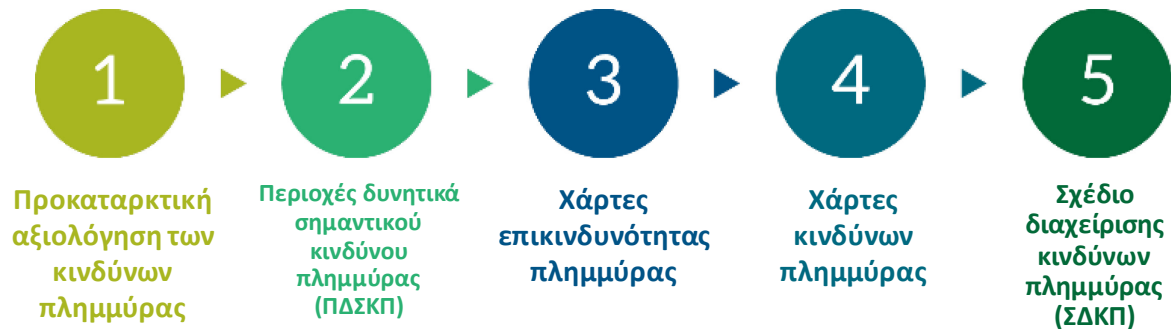 1
Προκαταρκτική
αξιολόγηση των
κινδύνων
πλημμύρας
2
Περιοχές δυνητικά
σημαντικού
κινδύνου
πλημμύρας
(ΠΔΣΚΠ)
3
Χάρτες
επικινδυνότητας
πλημμύρας
4
Χάρτες
κινδύνων
πλημμύρας
5
Σχέδιο
διαχείρισης
κινδύνων
πλημμύρας
(ΣΔΚΠ)